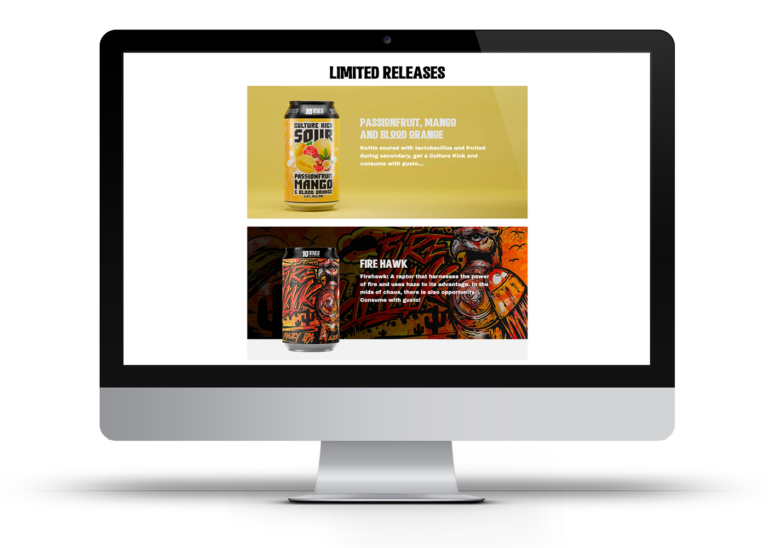 LIMITED RELEASES
CULTURE KICK
SOUR
PASSIONFRUIT
MANGO
& BLOOD ORANGE
PASSIONFRUIT, MANGO
AND BLOOD ORANGE
Kettle soured with lactobacillus and fruited
during secondary, get a Culture Kick and
consume with gusto...
FIRE
HAWK
FIRE HAWK
Firehawk: A raptor that harnesses the power
of fire and uses haze to its advantage. In the
mids of chaos, there is also opportunity.
Consume with gusto!